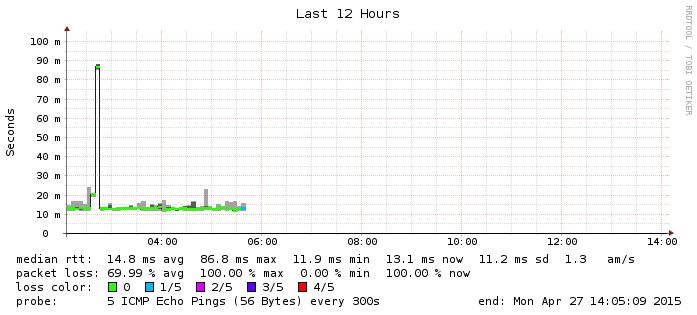 Last 12 Hours
RRDTOOL / TOBI OETIKER
Seconds
100 m
90 m
80 m
70 m
60 m
50 m
40 m
30 m
20 m
10 m
0
04:00 06:00 08:00 10:00 12:00 14:00
median rtt: 14.8 ms avg 86.8 ms max 11.9 ms min 13.1 ms now 11.2 ms sd 1.3 am/s
packet loss: 69.99 % avg 100.00 % max 0.00 % min 100.00 % now
loss color: 0 1/5 2/5 3/5 4/5
probe: 5 ICMP Echo Pings (56 Bytes) every 300s end: Mon Apr 27 14:05:09 2015